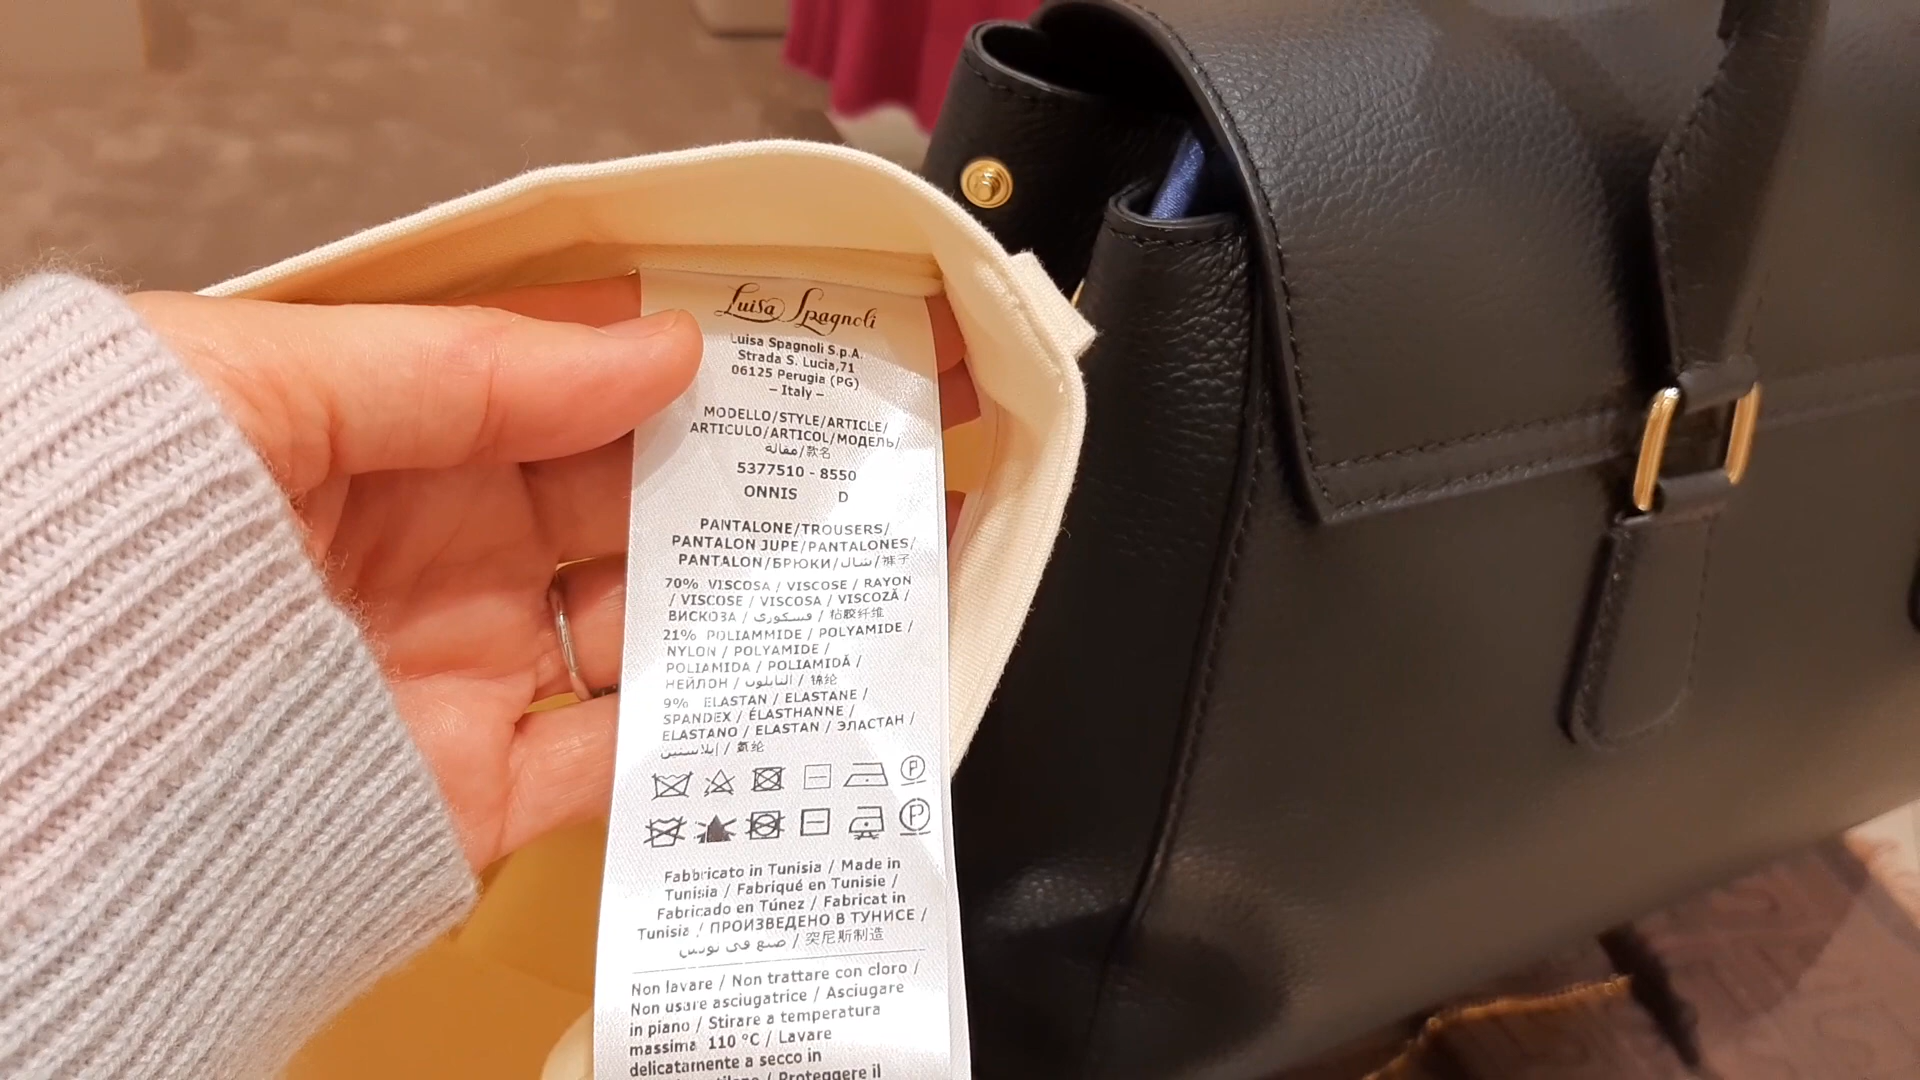 Luisa Spagnoli
Luisa Spagnoli S.p.A.
Strada S. Lucia,71
06125 Perugia (PG)
– Italy –
MODELLO/STYLE/ARTICLE/
ARTICULO/ARTICOL/МОДЕЛЬ/
مقالة/款名
5377510 - 8550
ONNIS D
PANTALONE/TROUSERS/
PANTALON JUPE/PANTALONES/
PANTALON/БРЮКИ/شال/裤子
70% VISCOSA / VISCOSE / RAYON
/ VISCOSE / VISCOSA / VISCOZĂ /
ВИСКОЗА / فسكوري / 粘胶纤维
21% POLIAMMIDE / POLYAMIDE /
NYLON / POLYAMIDE /
POLIAMIDA / POLIAMIDĂ /
НЕЙЛОН / النايلون / 锦纶
9% ELASTAN / ELASTANE /
SPANDEX / ÉLASTHANNE /
ELASTANO / ELASTAN / ЭЛАСТАН /
إيلاستين / 氨纶
P
P
Fabbricato in Tunisia / Made in
Tunisia / Fabriqué en Tunisie /
Fabricado en Túnez / Fabricat in
Tunisia / ПРОИЗВЕДЕНО В ТУНИСЕ /
صنع في تونس / 突尼斯制造
Non lavare / Non trattare con cloro /
Non usare asciugatrice / Asciugare
in piano / Stirare a temperatura
massima 110 °C / Lavare
delicatamente a secco in
/ Proteggere il